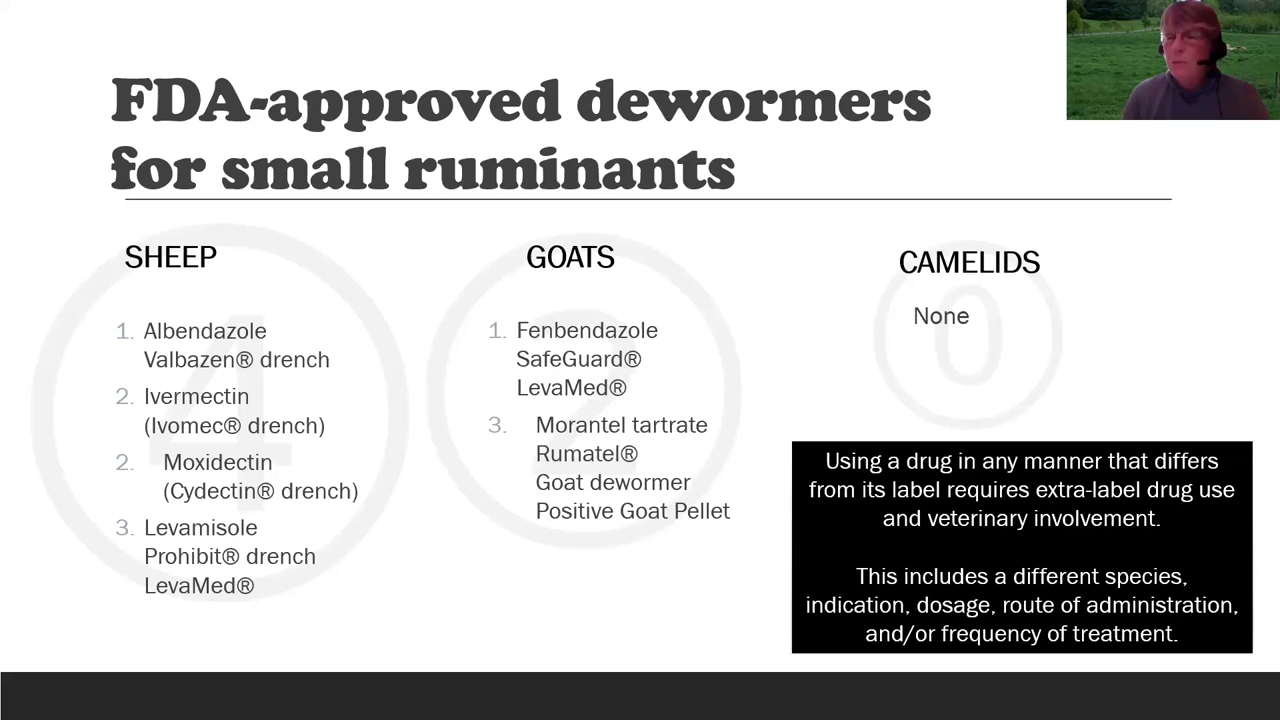 FDA-approved dewormers
for small ruminants
SHEEP
4
1. Albendazole
Valbazen® drench
2. Ivermectin
(Ivomec® drench)
2. Moxidectin
(Cydectin® drench)
3. Levamisole
Prohibit® drench
LevaMed®
GOATS
2
1. Fenbendazole
SafeGuard®
LevaMed®
3. Morantel tartrate
Rumatel®
Goat dewormer
Positive Goat Pellet
CAMELIDS
0
None
Using a drug in any manner that differs
from its label requires extra-label drug use
and veterinary involvement.
This includes a different species,
indication, dosage, route of administration,
and/or frequency of treatment.